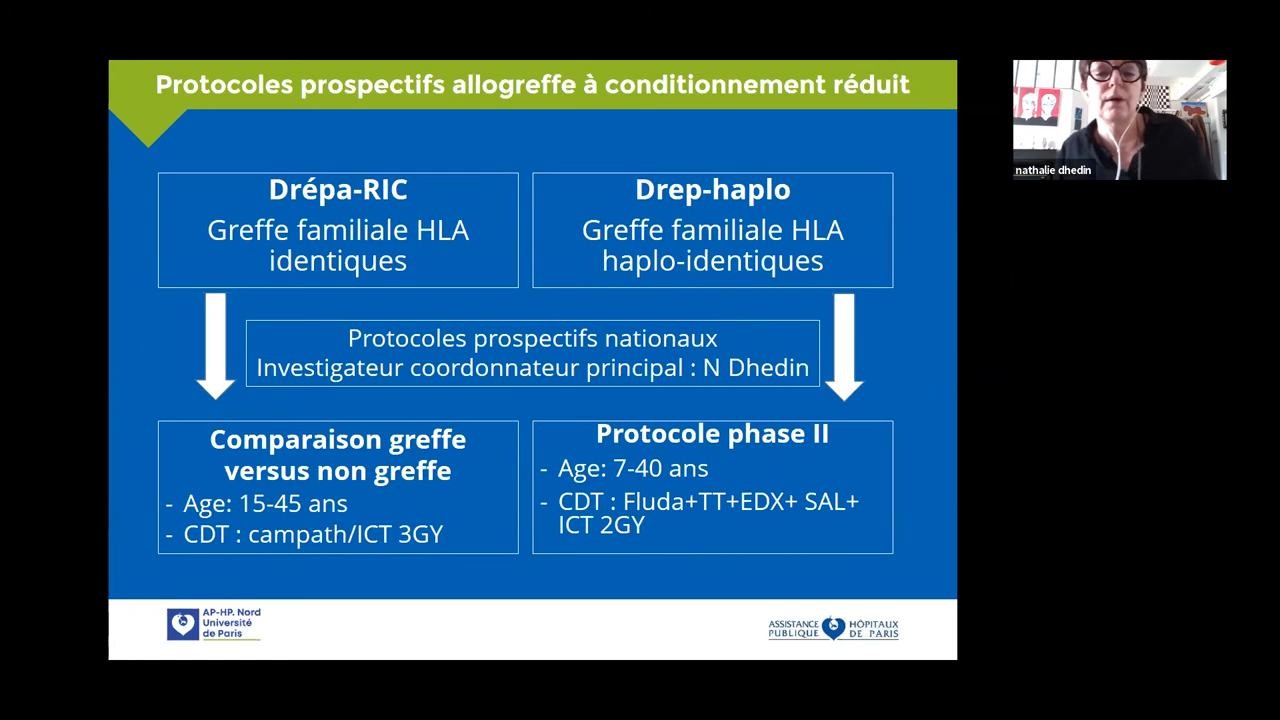 Protocoles prospectifs allogreffe à conditionnement réduit
nathalie dhedin
Drépa-RIC
Greffe familiale HLA
identiques
Drep-haplo
Greffe familiale HLA
haplo-identiques
Protocoles prospectifs nationaux
Investigateur coordonnateur principal : N Dhedin
Comparaison greffe
versus non greffe
- Age: 15-45 ans
- CDT : campath/ICT 3GY
Protocole phase II
- Age: 7-40 ans
- CDT : Fluda+TT+EDX+ SAL+
ICT 2GY
AP-HP. Nord
Université
de Paris
ASSISTANCE HÔPITAUX
PUBLIQUE DE PARIS